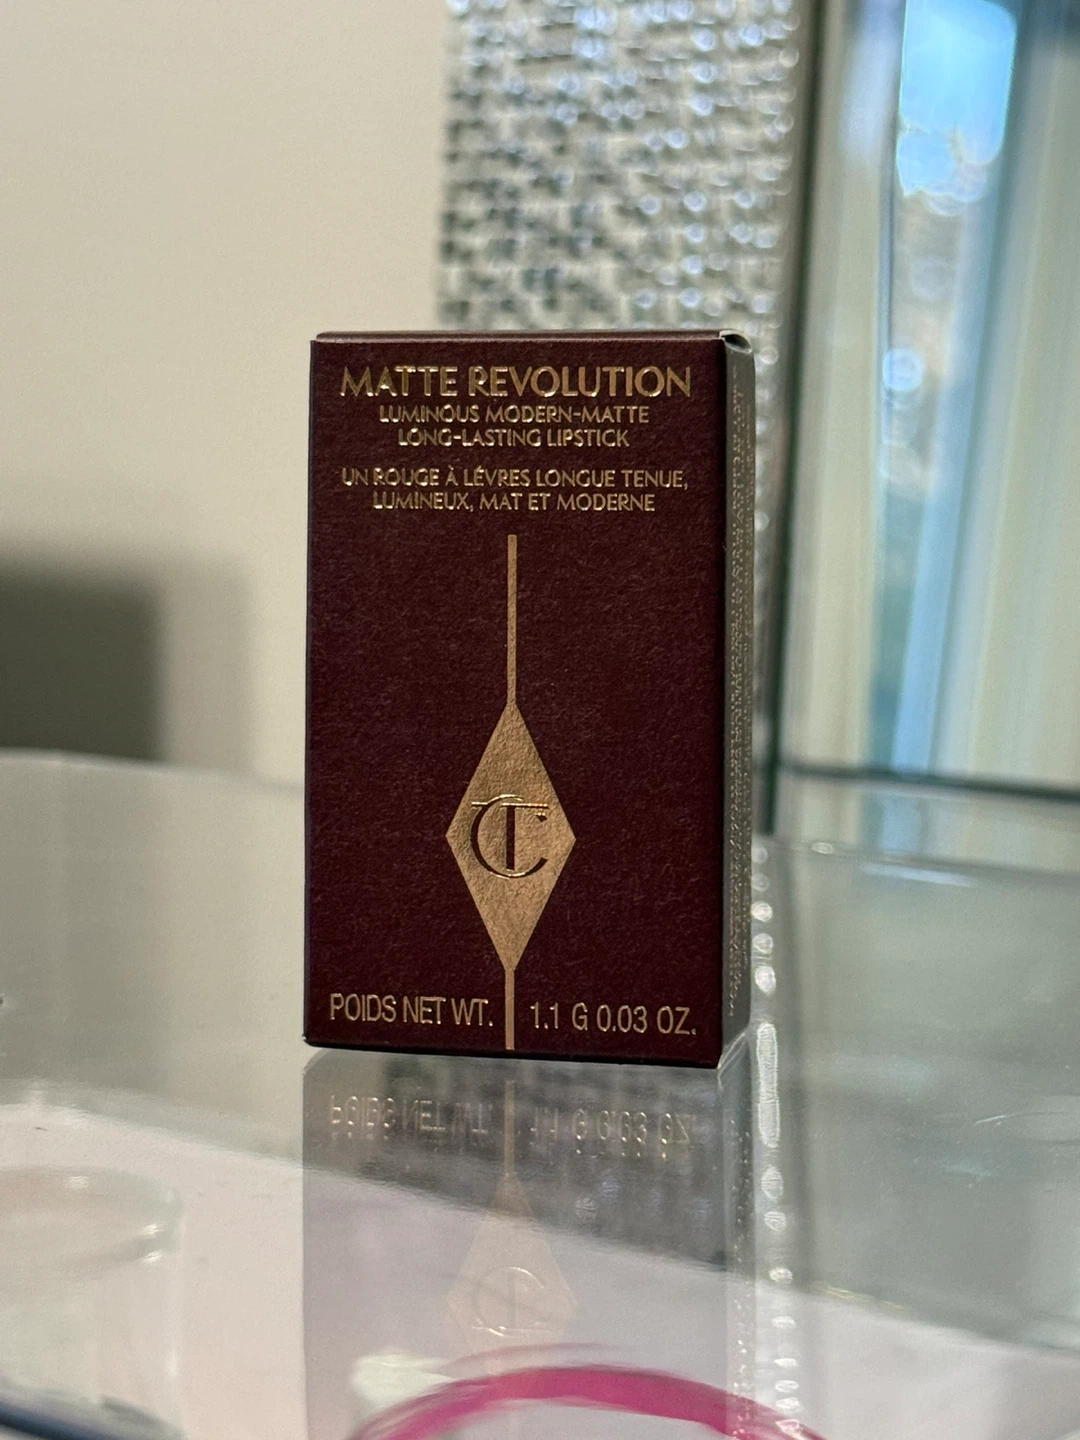 MATTE REVOLUTION
LUMINOUS MODERN-MATTE
LONG-LASTING LIPSTICK
UN ROUGE À LÉVRES LONGUE TENUE,
LUMINEUX, MAT ET MODERNE
CT
POIDS NET WT. 1.1 G 0.03 OZ.